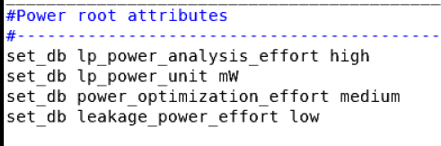 #Power root attributes
#-------------------------------------------
set_db lp_power_analysis_effort high
set_db lp_power_unit mW
set_db power_optimization_effort medium
set_db leakage_power_effort low